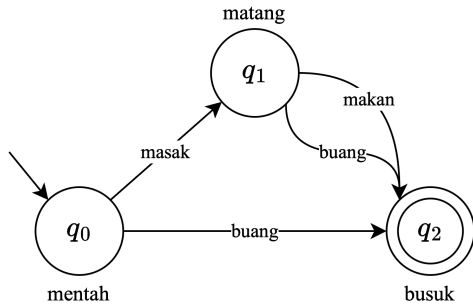 matang
q1
makan
buang
masak
q0
buang
q2
mentah
busuk